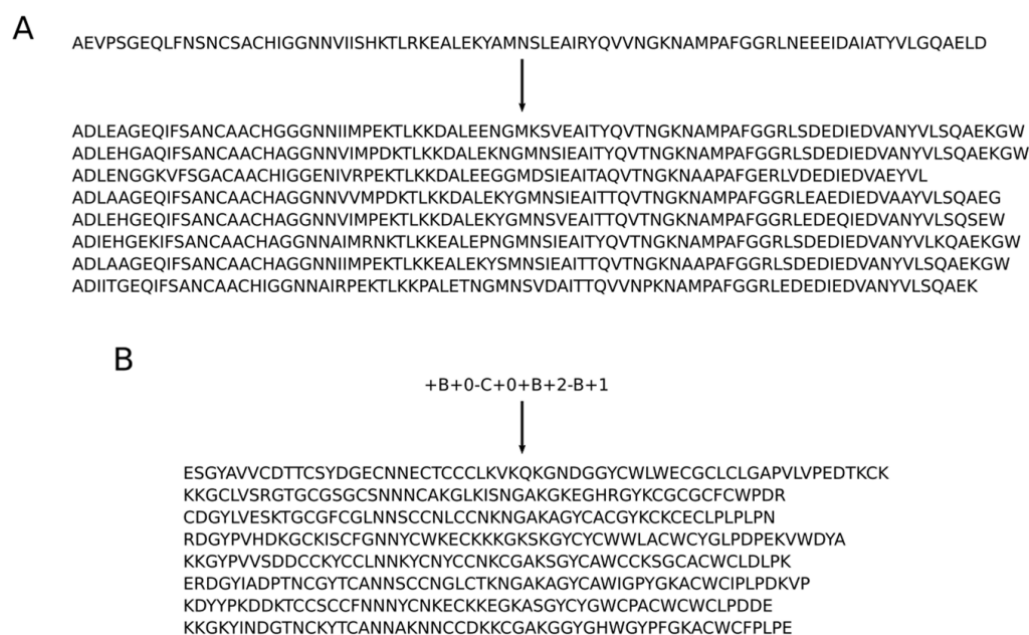 A
AEVPSGEQLFNSNCSACHIGGNNVIISHKTLRKEALEKYAMNSLEAIRYQVVNGKNAMPAFGGRLNEEEIDAIATYVLGQAELD
ADLEAGEQIFSANCAACHGGGNNIIMPEKTLKKDALEENGMKSVEAITYQVTNGKNAMPAFGGRLSDEDIEDVANYVLSQAEKGW
ADLEHGAQIFSANCAACHAGGNNVIMPDKTLKKDALEKNGMNSIEAITYQVTNGKNAMPAFGGRLSDEDIEDVANYVLSQAEKGW
ADLENGGKVFSGACAACHIGGENIVRPEKTLKKDALEEGGMDSIEAITAQVTNGKNAAPAFGERLVDEDIEDVAEYVL
ADLAAGEQIFSANCAACHAGGNNVVMPDKTLKKDALEKYGMNSIEAITTQVTNGKNAMPAFGGRLEAEDIEDVAAYVLSQAEG
ADLEHGEQIFSANCAACHAGGNNVIMPEKTLKKDALEKYGMNSVEAITTQVTNGKNAMPAFGGRLEDEQIEDVANYVLSQSEW
ADIEHGEKIFSANCAACHAGGNNAIMRNKTLKKEALEPNGMNSIEAITYQVTNGKNAMPAFGGRLSDEDIEDVANYVLKQAEKGW
ADLAAGEQIFSANCAACHAGGNNIIMPEKTLKKEALEKYSMNSIEAITTQVTNGKNAAPAFGGRLSDEDIEDVANYVLSQAEKGW
ADIITGEQIFSANCAACHIGGNNAIRPEKTLKKPALETNGMNSVDAITTQVVNPKNAMPAFGGRLEDEDIEDVANYVLSQAEK
B
+B+0-C+0+B+2-B+1
ESGYAVVCDTTCSYDGECNNECTCCCLKVKQKGNDGGYCWLWECGCLCLGAPVLVPEDTKCK
KKGCLVSRGTGCGSGCSNNNCAKGLKISNGAKGKEGHRGYKCGCGCFCWPDR
CDGYLVESKTGCGFCGLNNSCCNLCCNKNGAKAGYCACGYKCKCECLPLPLPN
RDGYPVHDKGCKISCFGNNYCWKECKKKGKSKGYCYCWWLACWCYGLPDPEKVWDYA
KKGYPVVSDDCCKYCCLNNKYCNYCCNKCGAKSGYCAWCCKSGCACWCLDLPK
ERDGYIADPTNCGYTCANNSCCNGLCTKNGAKAGYCAWIGPYGKACWCIPLPDKVP
KDYYPKDDKTCCSCCFNNNYCNKECKKEGKASGYCYGWCPACWCWCLPDDE
KKGKYINDGTNCKYTCANNAKNNCCDKKCGAKGGYGHWGYPFGKACWCFPLPE